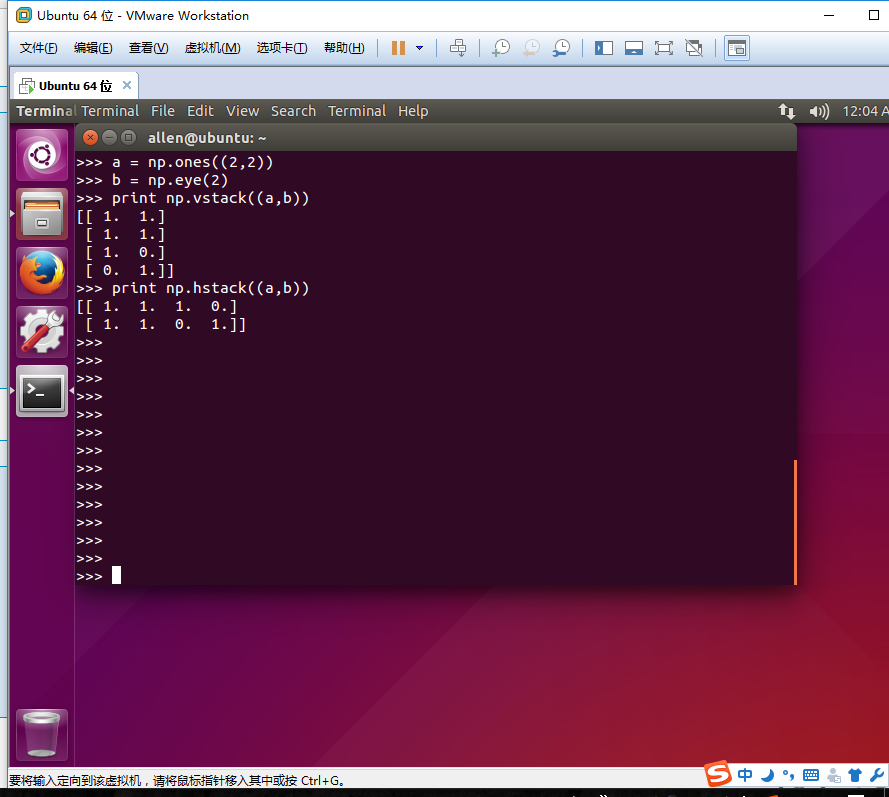 Ubuntu 64 位 - VMware Workstation
文件(F) 编辑(E) 查看(V) 虚拟机(M) 选项卡(T) 帮助(H)
Ubuntu 64 位
Terminal Terminal File Edit View Search Terminal Help 12:04 A
allen@ubuntu: ~
>>> a = np.ones((2,2))
>>> b = np.eye(2)
>>> print np.vstack((a,b))
[[ 1.  1.]
 [ 1.  1.]
 [ 1.  0.]
 [ 0.  1.]]
>>> print np.hstack((a,b))
[[ 1.  1.  1.  0.]
 [ 1.  1.  0.  1.]]
>>>
>>>
>>>
>>>
>>>
>>>
>>>
>>>
>>>
>>>
>>>
>>>
>>>
>>>
要将输入定向到该虚拟机，请将鼠标指针移入其中或按 Ctrl+G。
S 中